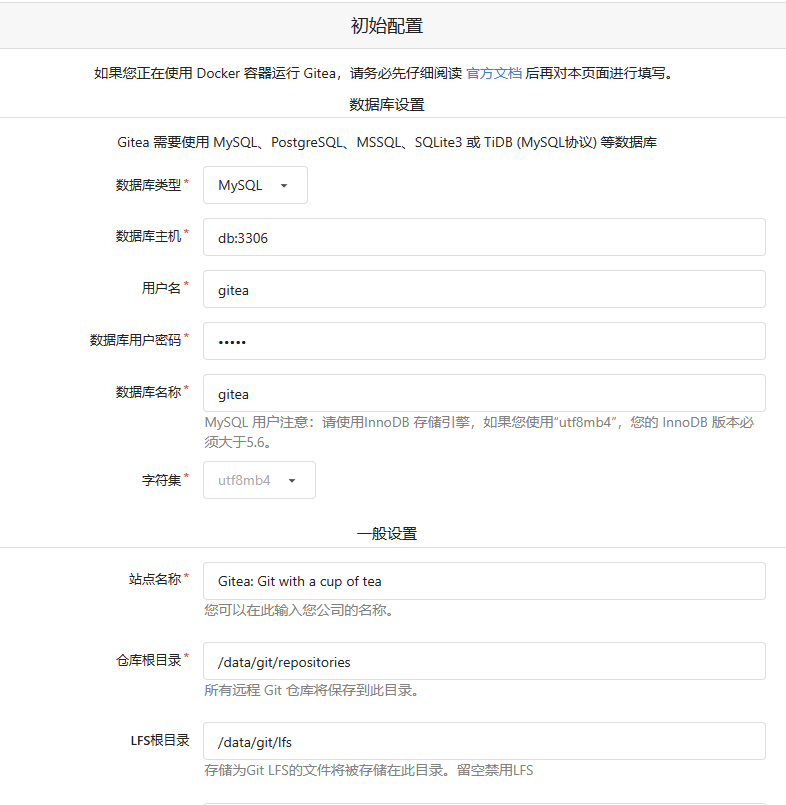 初始配置
如果您正在使用 Docker 容器运行 Gitea，请务必先仔细阅读 官方文档 后再对本页面进行填写。
数据库设置
Gitea 需要使用 MySQL、PostgreSQL、MSSQL、SQLite3 或 TiDB (MySQL协议) 等数据库
数据库类型* MySQL
数据库主机* db:3306
用户名* gitea
数据库用户密码* •••••
数据库名称* gitea
MySQL 用户注意：请使用InnoDB 存储引擎，如果您使用“utf8mb4”，您的 InnoDB 版本必
须大于5.6。
字符集* utf8mb4
一般设置
站点名称* Gitea: Git with a cup of tea
您可以在此输入您公司的名称。
仓库根目录* /data/git/repositories
所有远程 Git 仓库将保存到此目录。
LFS根目录 /data/git/lfs
存储为Git LFS的文件将被存储在此目录。留空禁用LFS